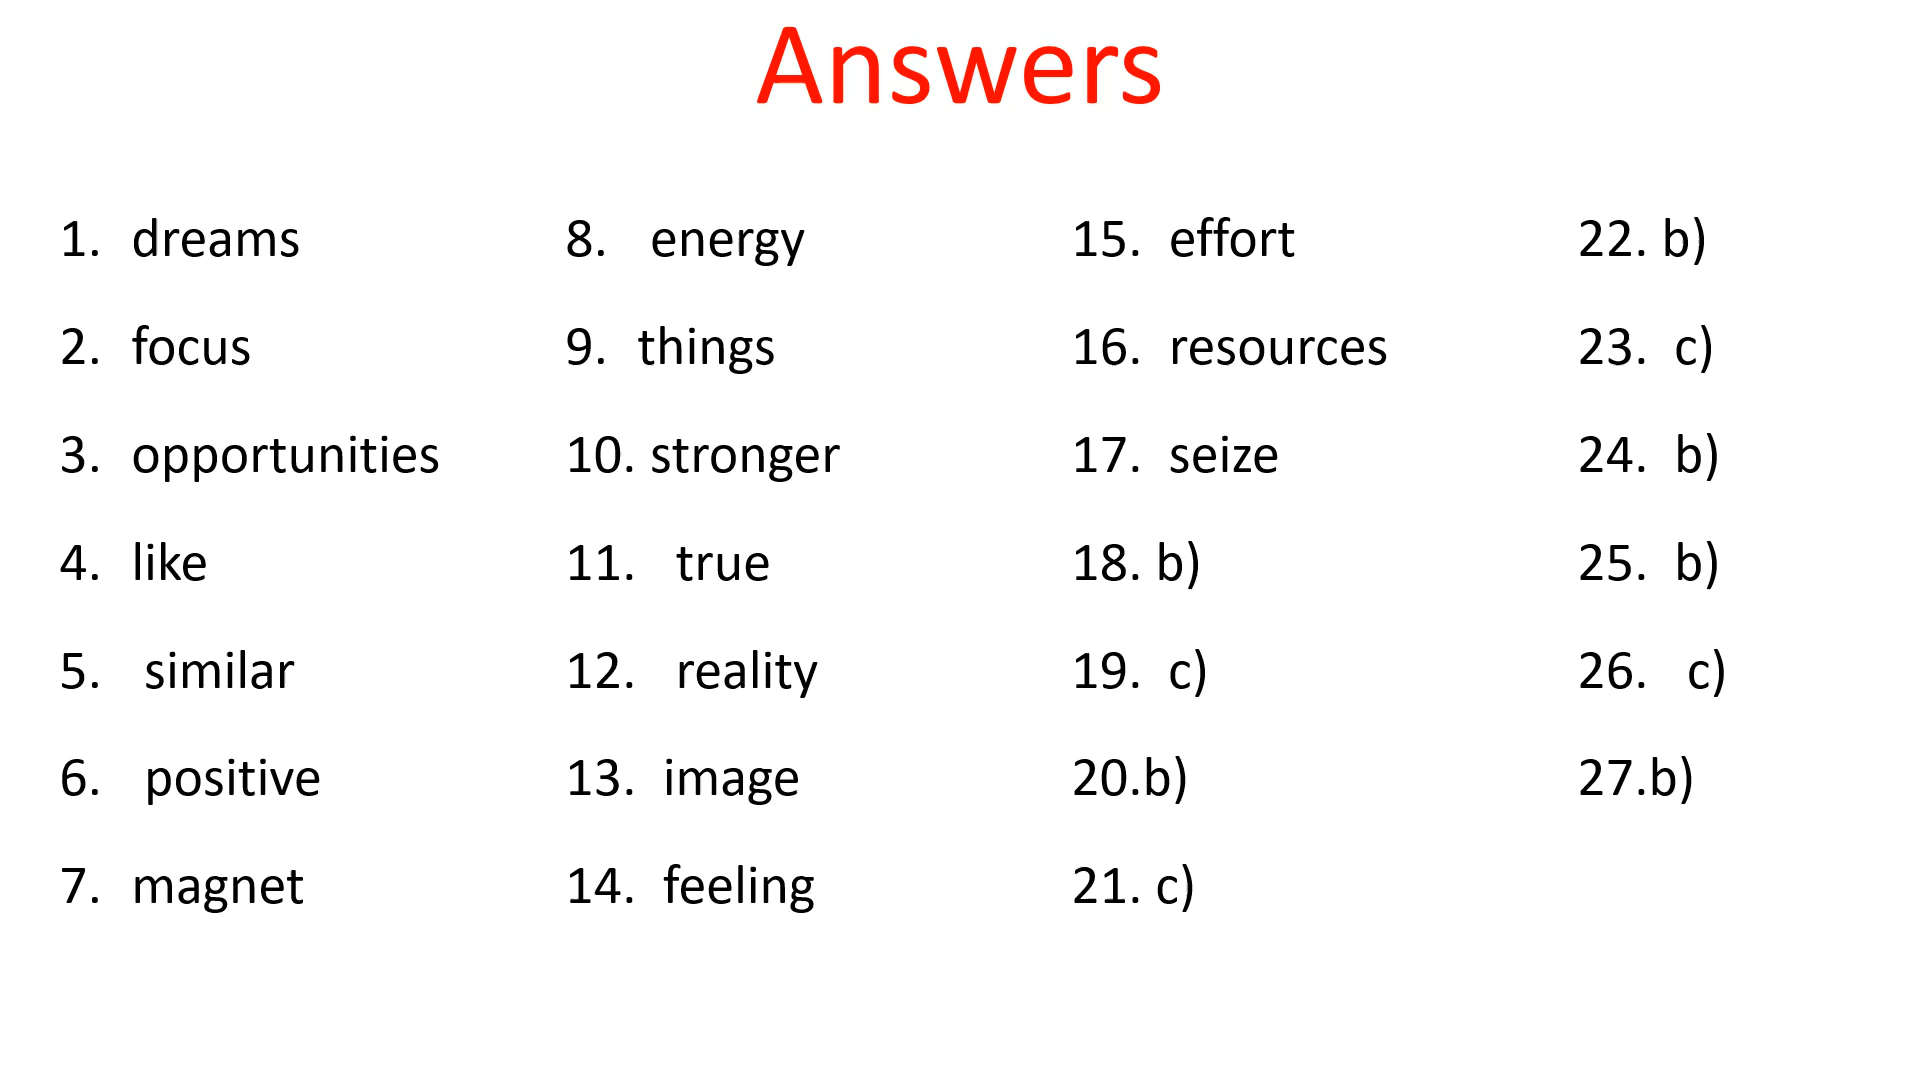 Answers
1. dreams
2. focus
3. opportunities
4. like
5. similar
6. positive
7. magnet
8. energy
9. things
10. stronger
11. true
12. reality
13. image
14. feeling
15. effort
16. resources
17. seize
18. b)
19. c)
20.b)
21. c)
22. b)
23. c)
24. b)
25. b)
26. c)
27.b)